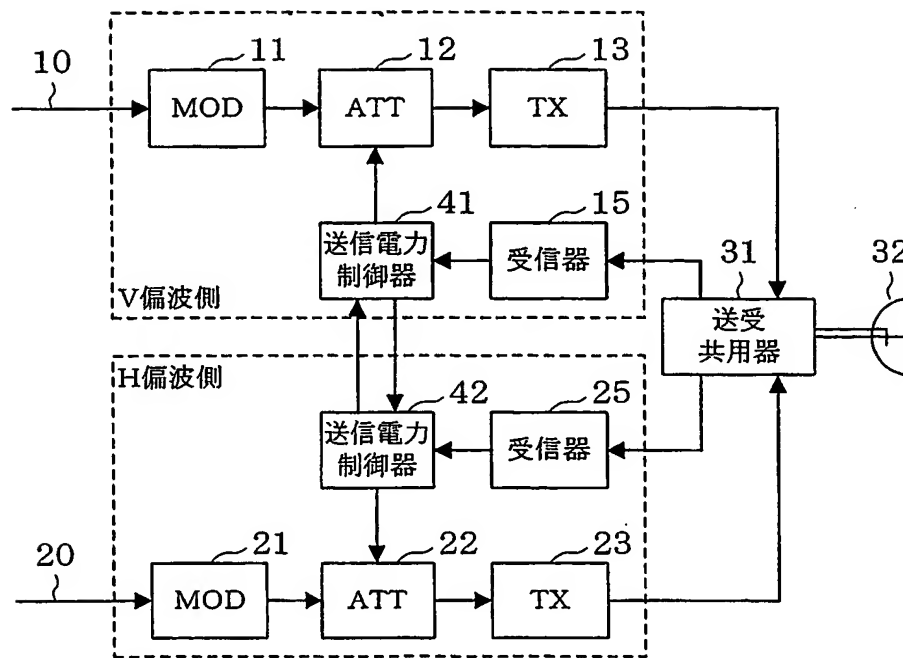 11
12
13
10
MOD
ATT
TX
41
15
送信電力
制御器
受信器
31
32
V偏波側
送受
共用器
H偏波側
42
25
送信電力
制御器
受信器
21
22
23
20
MOD
ATT
TX